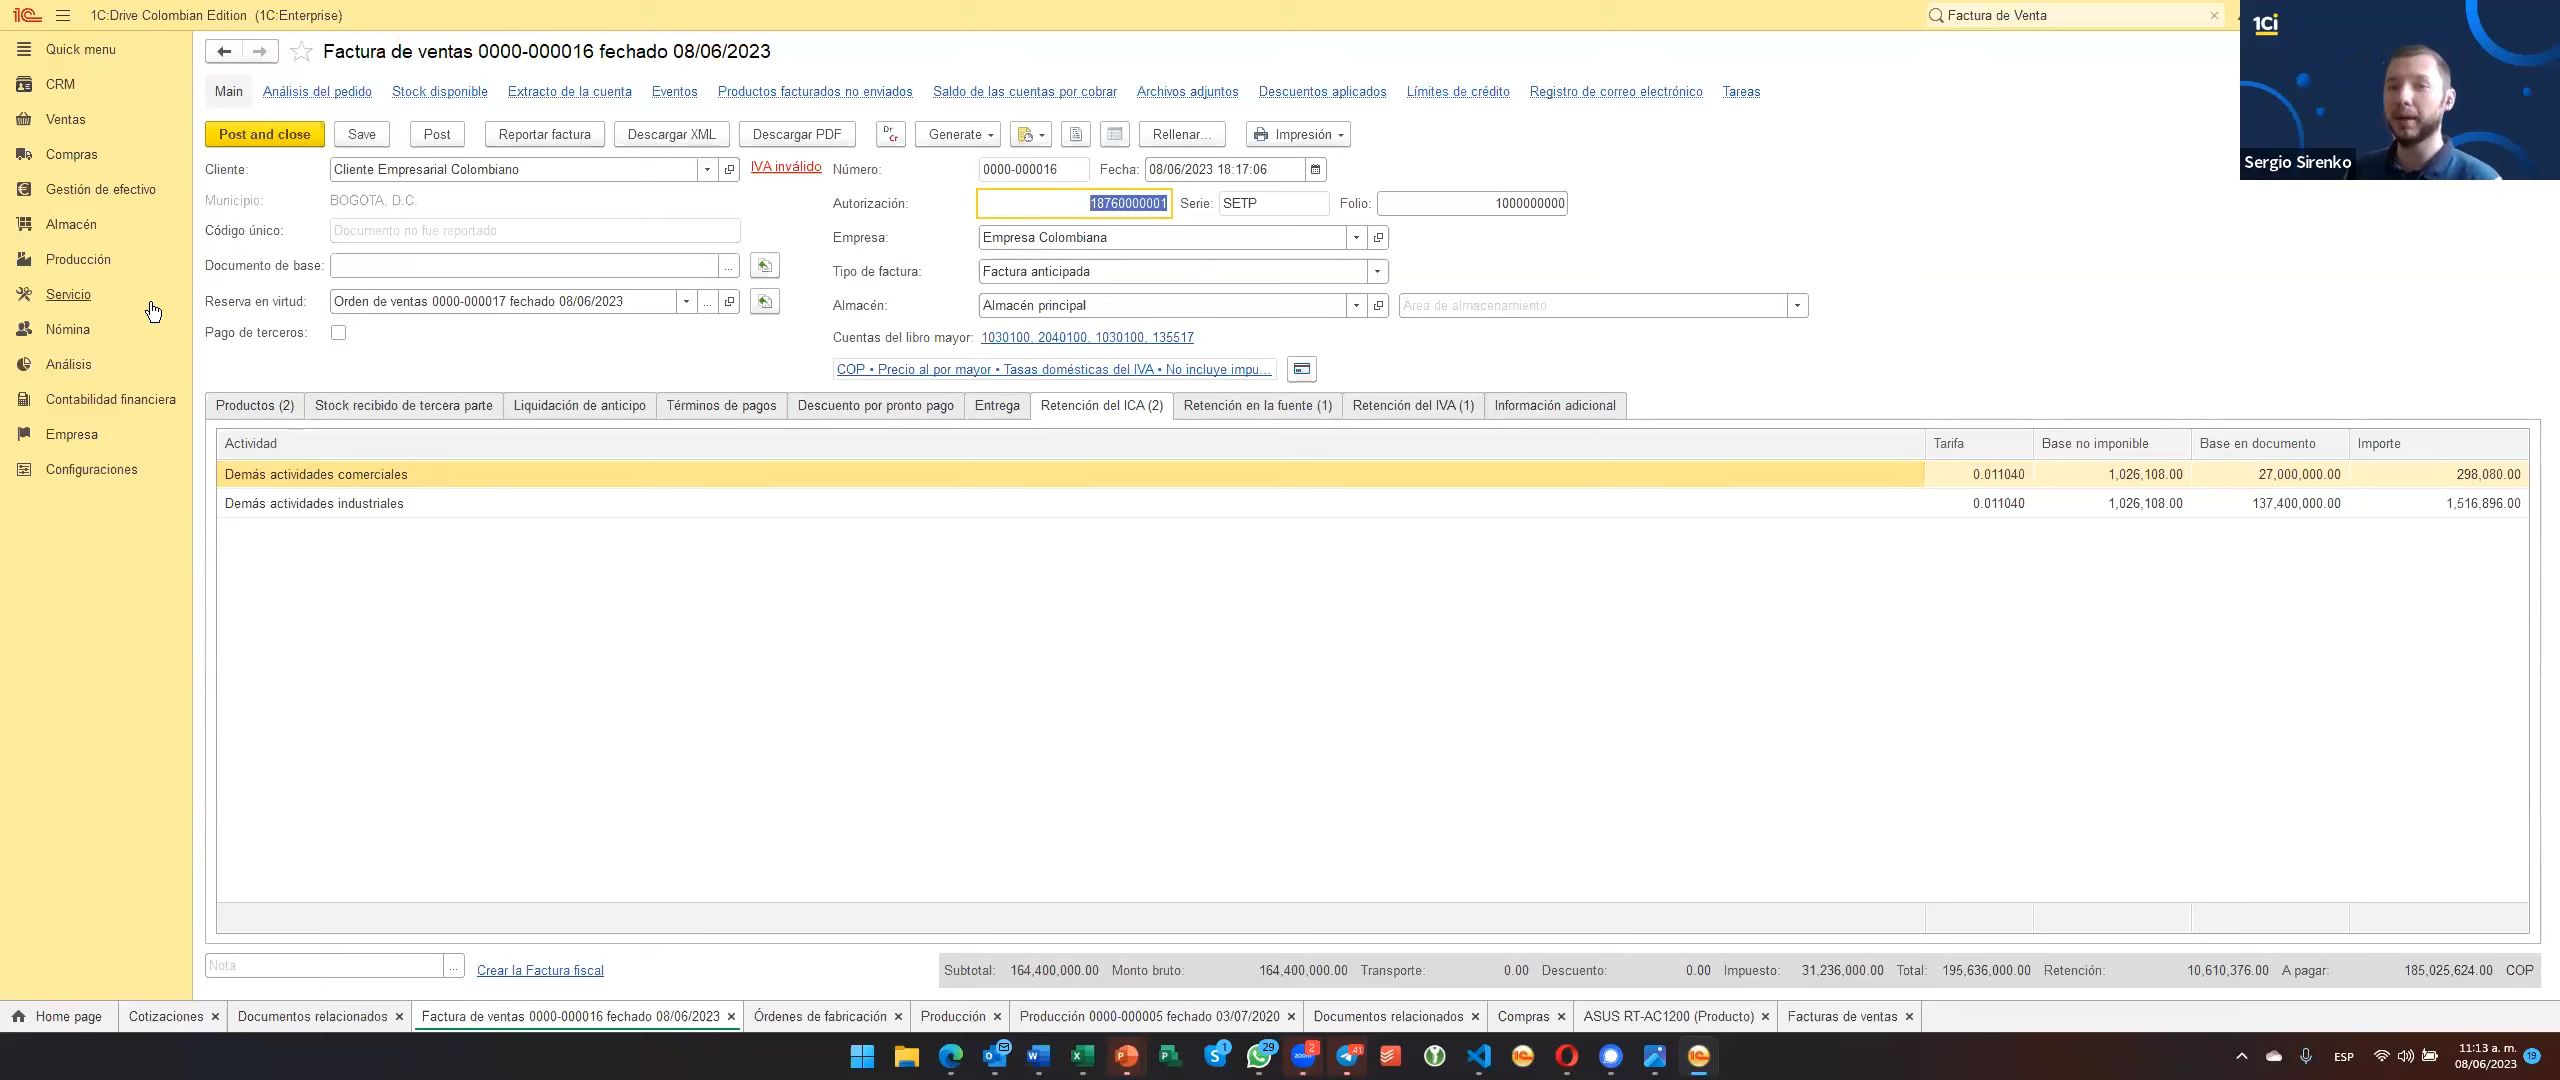 1C:Drive Colombian Edition (1C:Enterprise)
Factura de Venta
1Ci
Sergio Sirenko
Quick menu
CRM
Ventas
Compras
Gestión de efectivo
Almacén
Producción
Servicio
Nómina
Análisis
Contabilidad financiera
Empresa
Configuraciones
Factura de ventas 0000-000016 fechado 08/06/2023
Main Análisis del pedido Stock disponible Extracto de la cuenta Eventos Productos facturados no enviados Saldo de las cuentas por cobrar Archivos adjuntos Descuentos aplicados Límites de crédito Registro de correo electrónico Tareas
Post and close Save Post Reportar factura Descargar XML Descargar PDF Dr Cr Generate Rellenar... Impresión
Cliente: Cliente Empresarial Colombiano IVA inválido Número: 0000-000016 Fecha: 08/06/2023 18:17:06
Municipio: BOGOTA, D.C. Autorización: 18760000001 Serie: SETP Folio: 1000000000
Código único: Documento no fue reportado Empresa: Empresa Colombiana
Documento de base: ... Tipo de factura: Factura anticipada
Reserva en virtud: Orden de ventas 0000-000017 fechado 08/06/2023 ... Almacén: Almacén principal Área de almacenamiento
Pago de terceros: Cuentas del libro mayor: 1030100, 2040100, 1030100, 135517
COP • Precio al por mayor • Tasas domésticas del IVA • No incluye impu...
Productos (2) Stock recibido de tercera parte Liquidación de anticipo Términos de pagos Descuento por pronto pago Entrega Retención del ICA (2) Retención en la fuente (1) Retención del IVA (1) Información adicional
Actividad Tarifa Base no imponible Base en documento Importe
Demás actividades comerciales 0.011040 1,026,108.00 27,000,000.00 298,080.00
Demás actividades industriales 0.011040 1,026,108.00 137,400,000.00 1,516,896.00
Nota ... Crear la Factura fiscal Subtotal: 164,400,000.00 Monto bruto: 164,400,000.00 Transporte: 0.00 Descuento: 0.00 Impuesto: 31,236,000.00 Total: 195,636,000.00 Retención: 10,610,376.00 A pagar: 185,025,624.00 COP
Home page Cotizaciones Documentos relacionados Factura de ventas 0000-000016 fechado 08/06/2023 Órdenes de fabricación Producción Producción 0000-000005 fechado 03/07/2020 Documentos relacionados Compras ASUS RT-AC1200 (Producto) Facturas de ventas
1 29 2 41 ESP 11:13 a. m. 19
08/06/2023